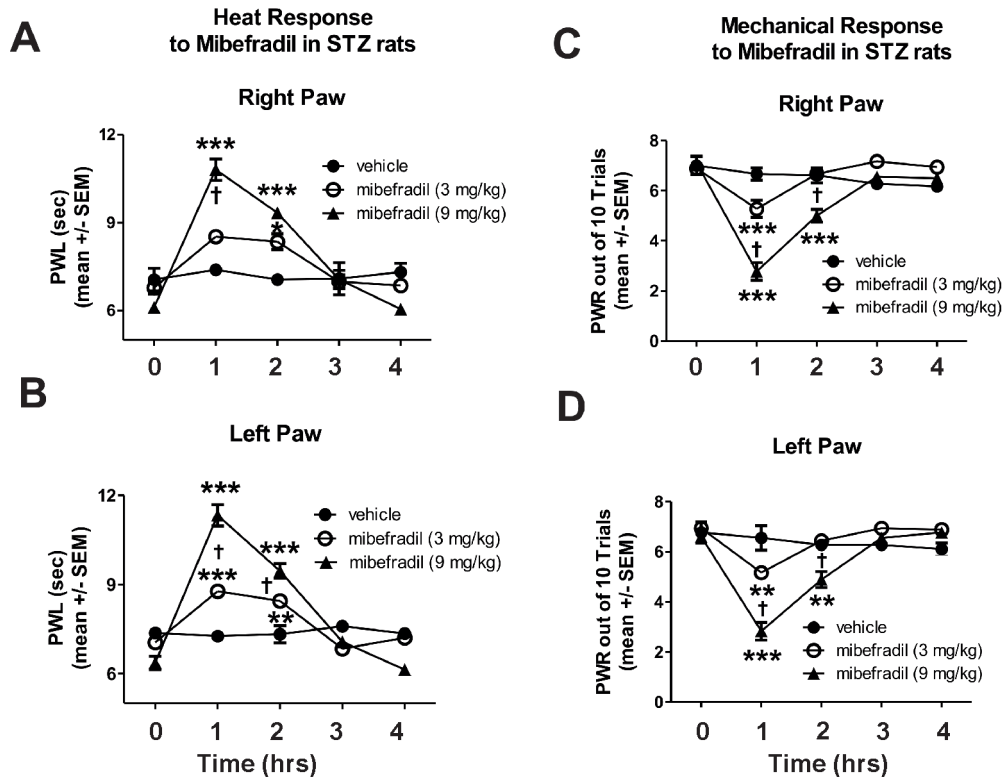 A
Heat Response
to Mibefradil in STZ rats
Right Paw
PWL (sec)
(mean +/- SEM)
12
9
6
***
†
***
*
vehicle
mibefradil (3 mg/kg)
mibefradil (9 mg/kg)
0 1 2 3 4
B
Left Paw
PWL (sec)
(mean +/- SEM)
12
9
6
***
†
***
***
†
**
vehicle
mibefradil (3 mg/kg)
mibefradil (9 mg/kg)
0 1 2 3 4
Time (hrs)
C
Mechanical Response
to Mibefradil in STZ rats
Right Paw
PWR out of 10 Trials
(mean +/- SEM)
8
6
4
2
0
***
†
***
†
***
vehicle
mibefradil (3 mg/kg)
mibefradil (9 mg/kg)
0 1 2 3 4
D
Left Paw
PWR out of 10 Trials
(mean +/- SEM)
8
6
4
2
0
**
†
***
†
**
vehicle
mibefradil (3 mg/kg)
mibefradil (9 mg/kg)
0 1 2 3 4
Time (hrs)